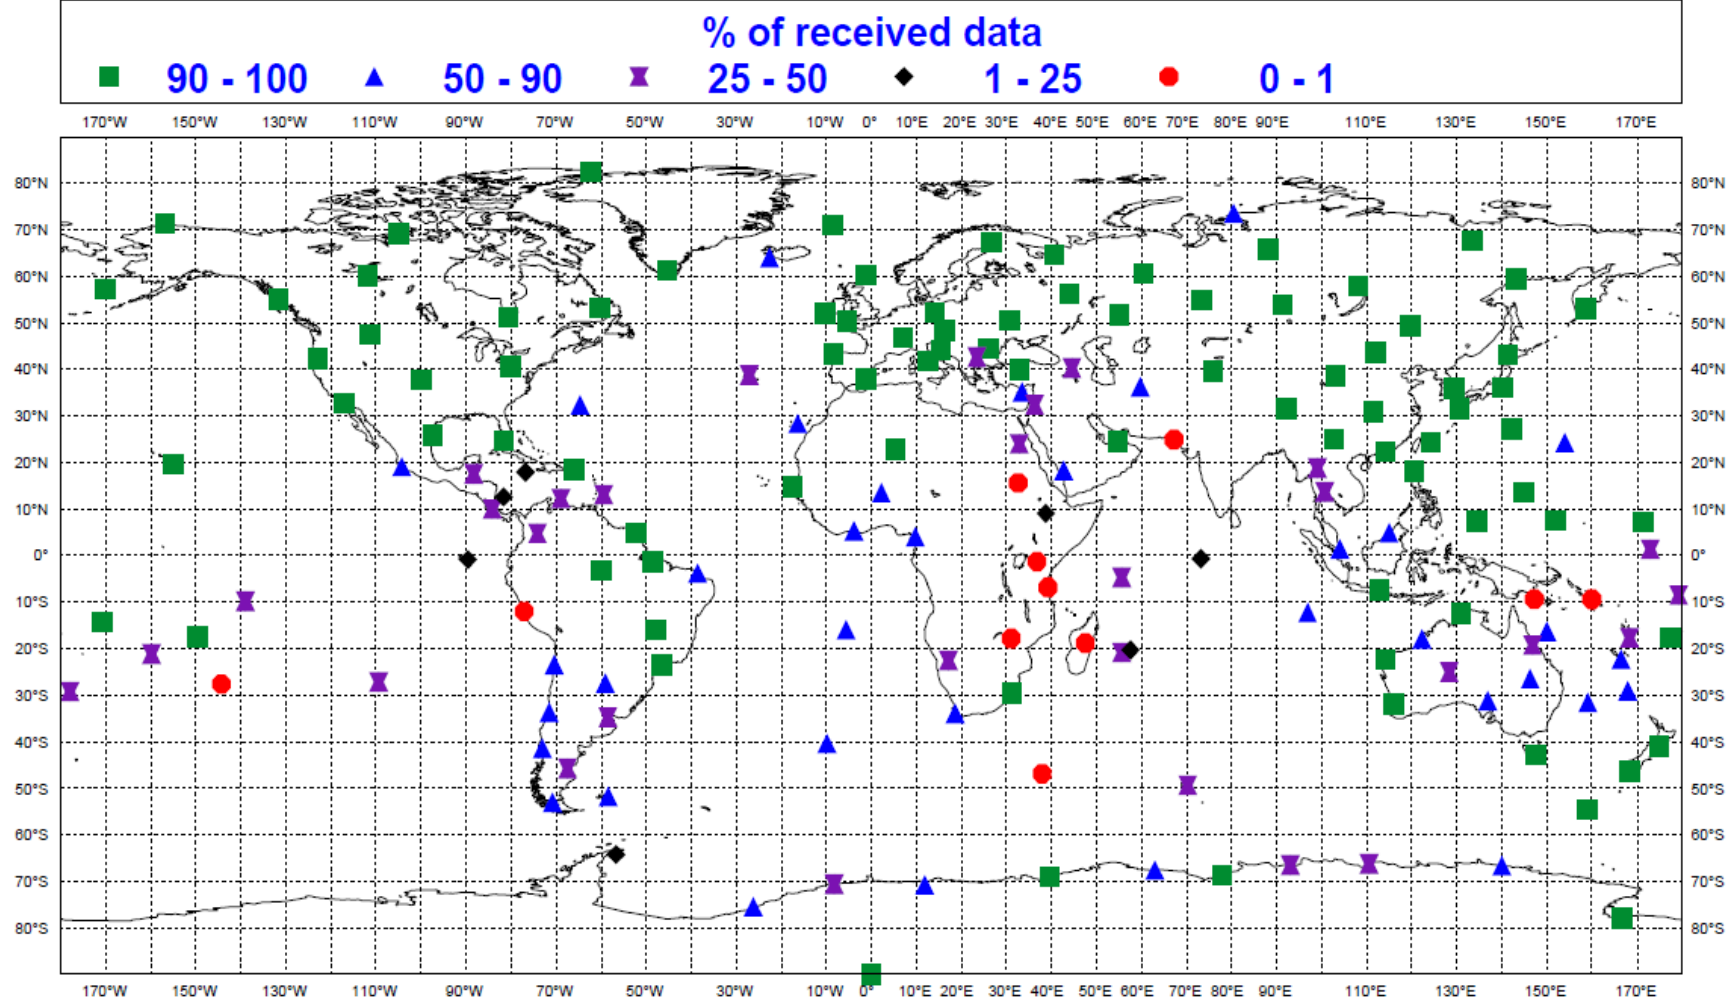 % of received data
90 - 100 50 - 90 25 - 50 1 - 25 0 - 1
170°W 150°W 130°W 110°W 90°W 70°W 50°W 30°W 10°W 0° 10°E 20°E 30°E 40°E 50°E 60°E 70°E 80°E 90°E 110°E 130°E 150°E 170°E
80°N 80°N
70°N 70°N
60°N 60°N
50°N 50°N
40°N 40°N
30°N 30°N
20°N 20°N
10°N 10°N
0° 0°
10°S 10°S
20°S 20°S
30°S 30°S
40°S 40°S
50°S 50°S
60°S 60°S
70°S 70°S
80°S 80°S
170°W 150°W 130°W 110°W 90°W 70°W 50°W 30°W 10°W 0° 10°E 20°E 30°E 40°E 50°E 60°E 70°E 80°E 90°E 110°E 130°E 150°E 170°E